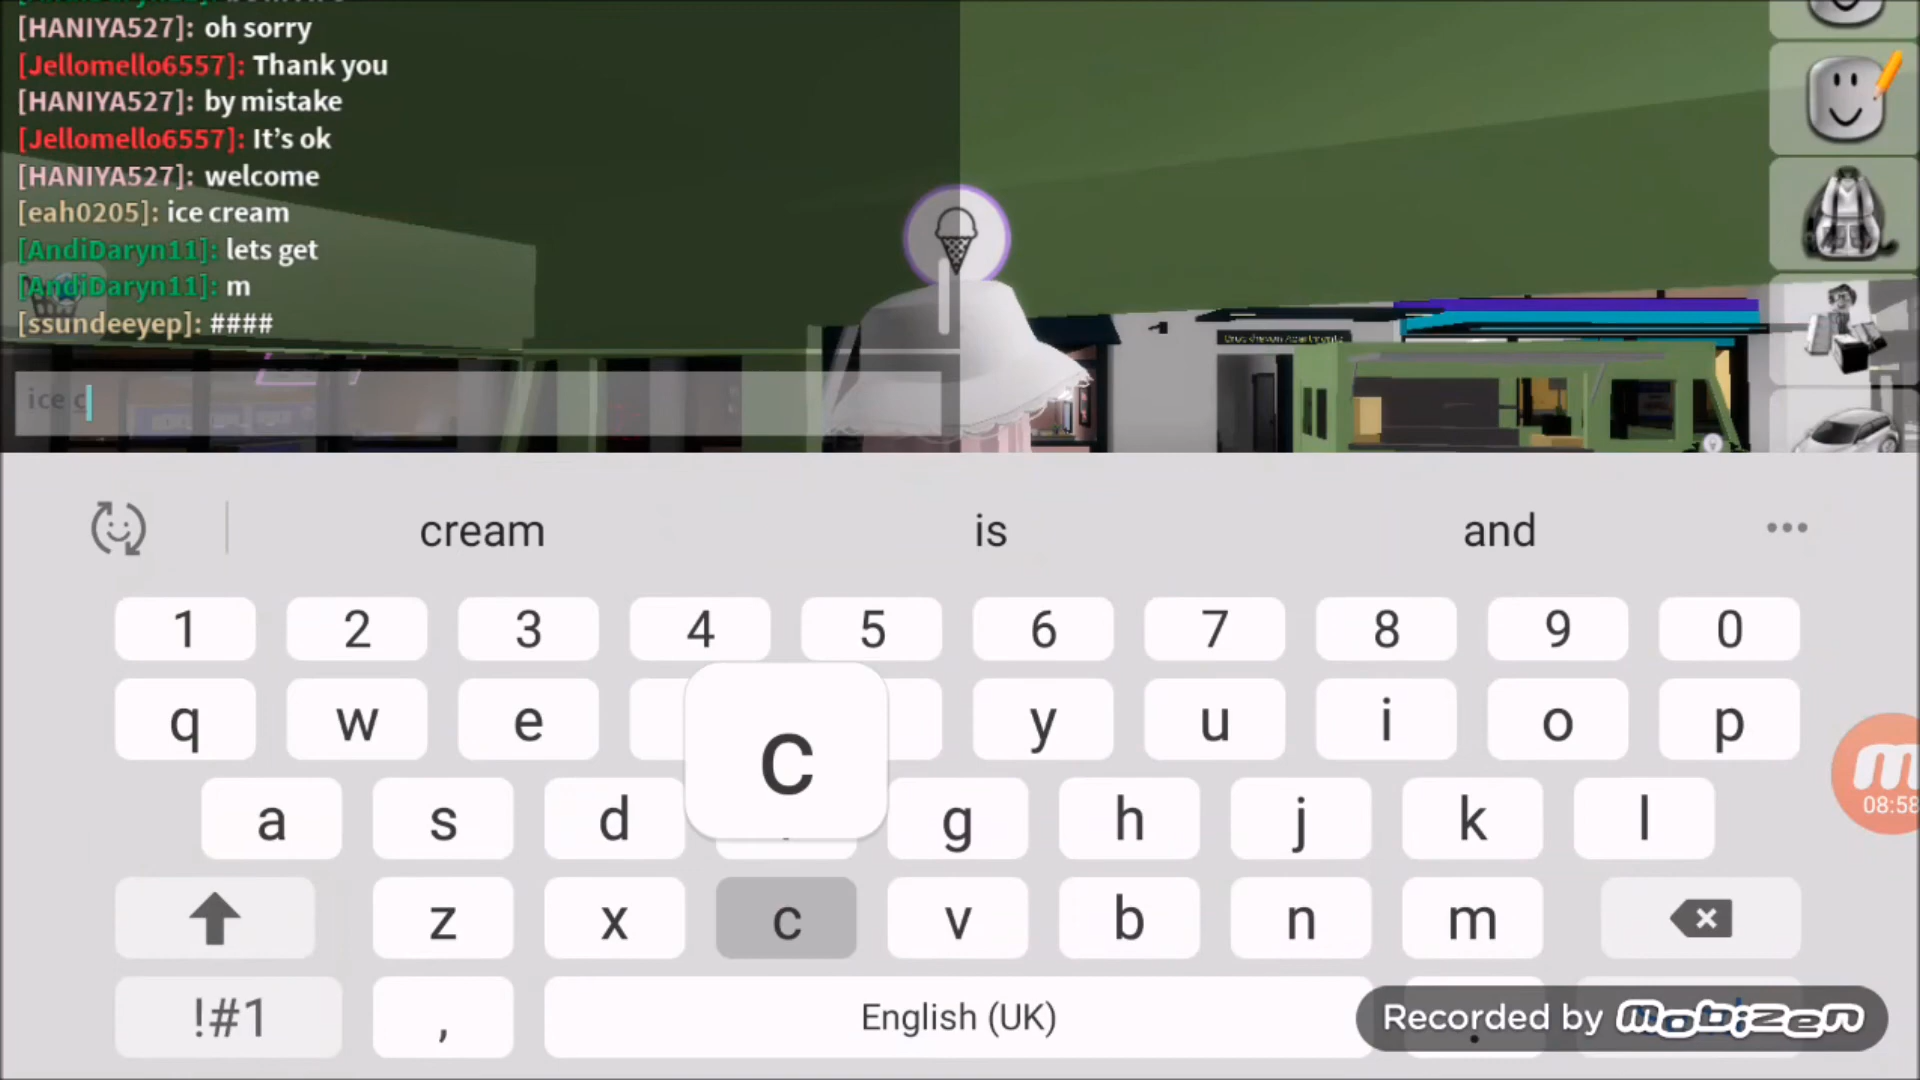 [HANIYA527]: oh sorry
[Jellomello6557]: Thank you
[HANIYA527]: by mistake
[Jellomello6557]: It's ok
[HANIYA527]: welcome
[eah0205]: ice cream
[AndiDaryn11]: lets get
[AndiDaryn11]: m
[ssundeeyep]: ####
ice c
cream is and
1 2 3 4 5 6 7 8 9 0
q w e y u i o p
c
a s d g h j k l
z x c v b n m
!#1 , English (UK) .
m
08:58
Recorded by mobizen